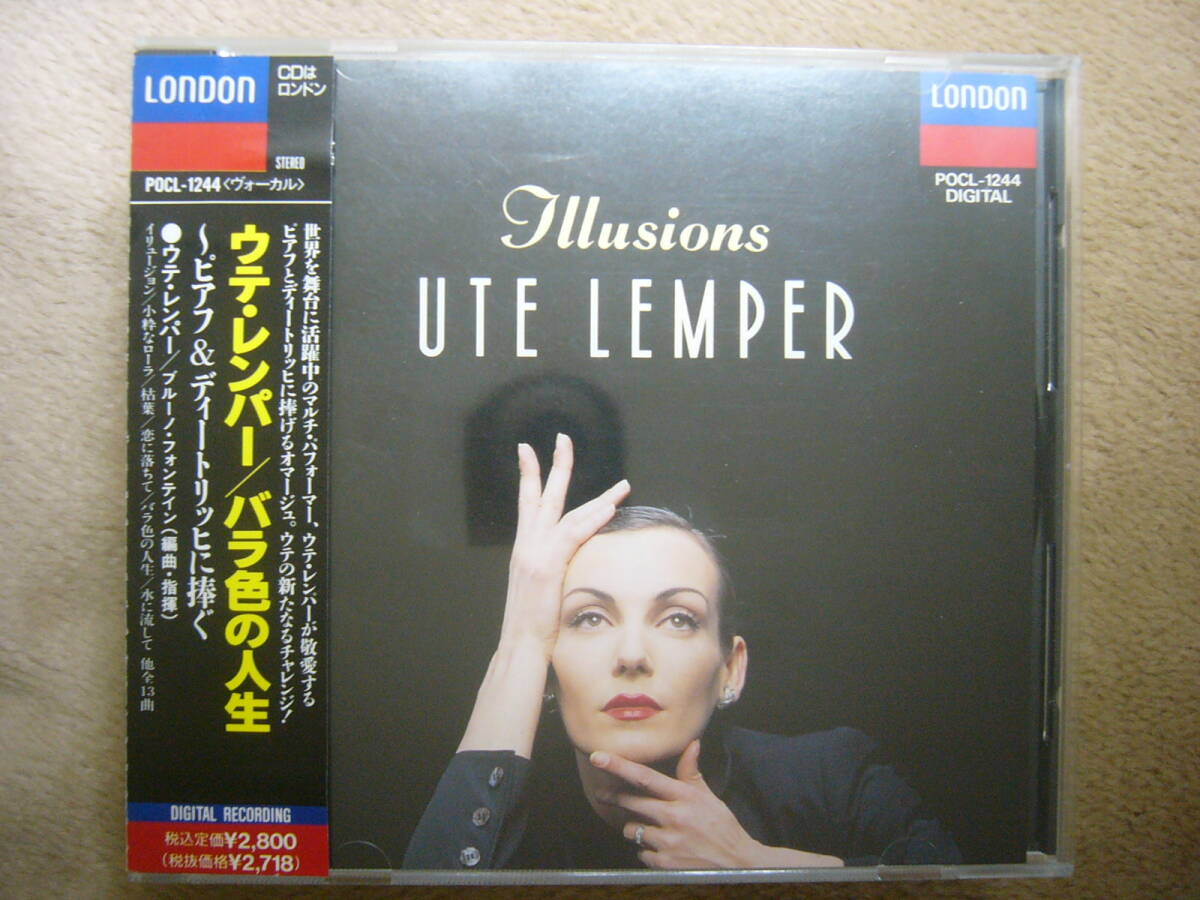 LONDON
CDは
ロンドン
STEREO
POCL-1244〈ヴォーカル〉
世界を舞台に活躍中のマルチ・パフォーマー、ウテ・レンパーが敬愛する
ピアフとディートリッヒに捧げるオマージュ。ウテの新たなるチャレンジ!
ウテ・レンパー/バラ色の人生
〜ピアフ&ディートリッヒに捧ぐ
●ウテ・レンパー/ブルーノ・フォンテイン(編曲・指揮)
イリュージョン/小粋なローラ/枯葉/恋に落ちて/バラ色の人生/水に流して 他全13曲
DIGITAL RECORDING
税込定価¥2,800
(税抜価格¥2,718)
LONDON
POCL-1244
DIGITAL
Illusions
UTE LEMPER